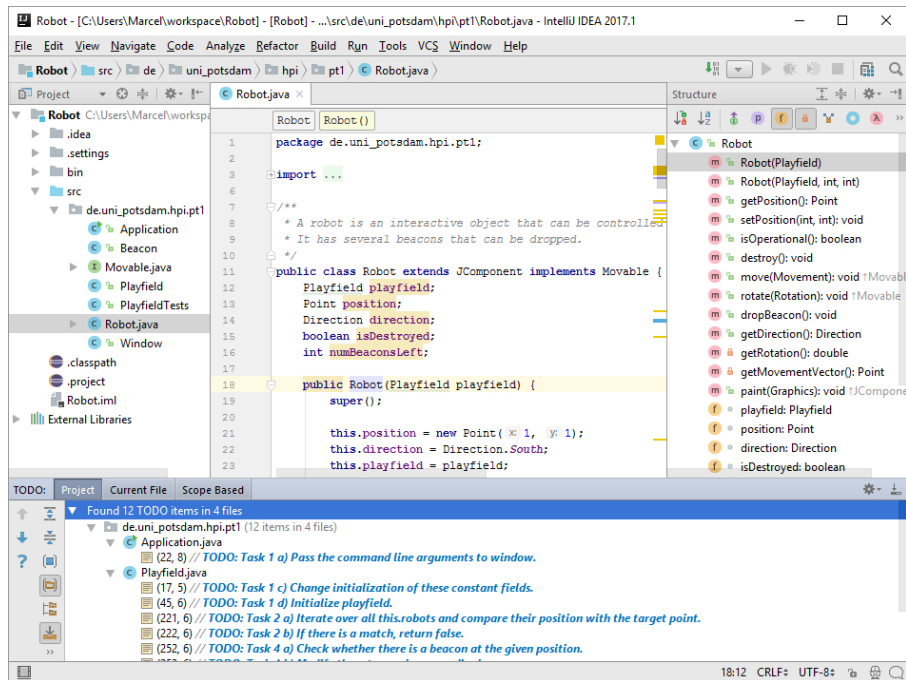 Robot - [C:\Users\Marcel\workspace\Robot] - [Robot] - ...\src\de\uni_potsdam\hpi\pt1\Robot.java - IntelliJ IDEA 2017.1
File Edit View Navigate Code Analyze Refactor Build Run Tools VCS Window Help
Robot src de uni_potsdam hpi pt1 Robot.java
Project
Robot C:\Users\Marcel\workspa
.idea
.settings
bin
src
de.uni_potsdam.hpi.pt1
Application
Beacon
Movable.java
Playfield
PlayfieldTests
Robot.java
Window
.classpath
.project
Robot.iml
External Libraries
Robot.java
Robot Robot()
1 package de.uni_potsdam.hpi.pt1;
2
3 import ...
6
7 /**
8 * A robot is an interactive object that can be controlled
9 * It has several beacons that can be dropped.
10 */
11 public class Robot extends JComponent implements Movable {
12 Playfield playfield;
13 Point position;
14 Direction direction;
15 boolean isDestroyed;
16 int numBeaconsLeft;
17
18 public Robot(Playfield playfield) {
19 super();
20
21 this.position = new Point( x: 1, y: 1);
22 this.direction = Direction.South;
23 this.playfield = playfield;
Structure
Robot
Robot(Playfield)
Robot(Playfield, int, int)
getPosition(): Point
setPosition(int, int): void
isOperational(): boolean
destroy(): void
move(Movement): void ↑Movabl
rotate(Rotation): void ↑Movable
dropBeacon(): void
getDirection(): Direction
getRotation(): double
getMovementVector(): Point
paint(Graphics): void ↑JCompone
playfield: Playfield
position: Point
direction: Direction
isDestroyed: boolean
TODO: Project Current File Scope Based
Found 12 TODO items in 4 files
de.uni_potsdam.hpi.pt1 (12 items in 4 files)
Application.java
(22, 8) // TODO: Task 1 a) Pass the command line arguments to window.
Playfield.java
(17, 5) // TODO: Task 1 c) Change initialization of these constant fields.
(45, 6) // TODO: Task 1 d) Initialize playfield.
(221, 6) // TODO: Task 2 a) Iterate over all this.robots and compare their position with the target point.
(222, 6) // TODO: Task 2 b) If there is a match, return false.
(252, 6) // TODO: Task 4 a) Check whether there is a beacon at the given position.
18:12 CRLF÷ UTF-8÷